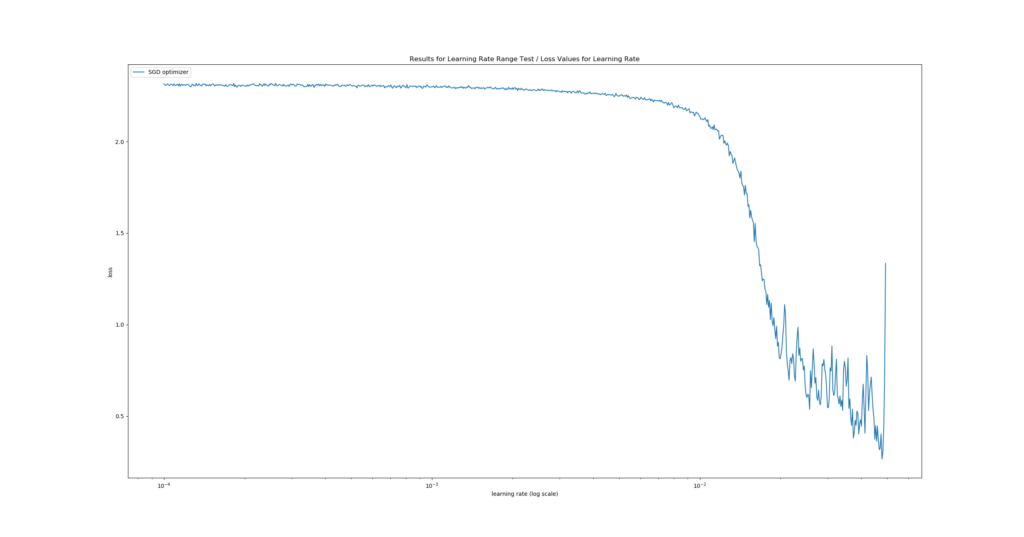 Results for Learning Rate Range Test / Loss Values for Learning Rate
SGD optimizer
2.0
1.5
loss
1.0
0.5
10⁻⁴
10⁻³
10⁻²
learning rate (log scale)